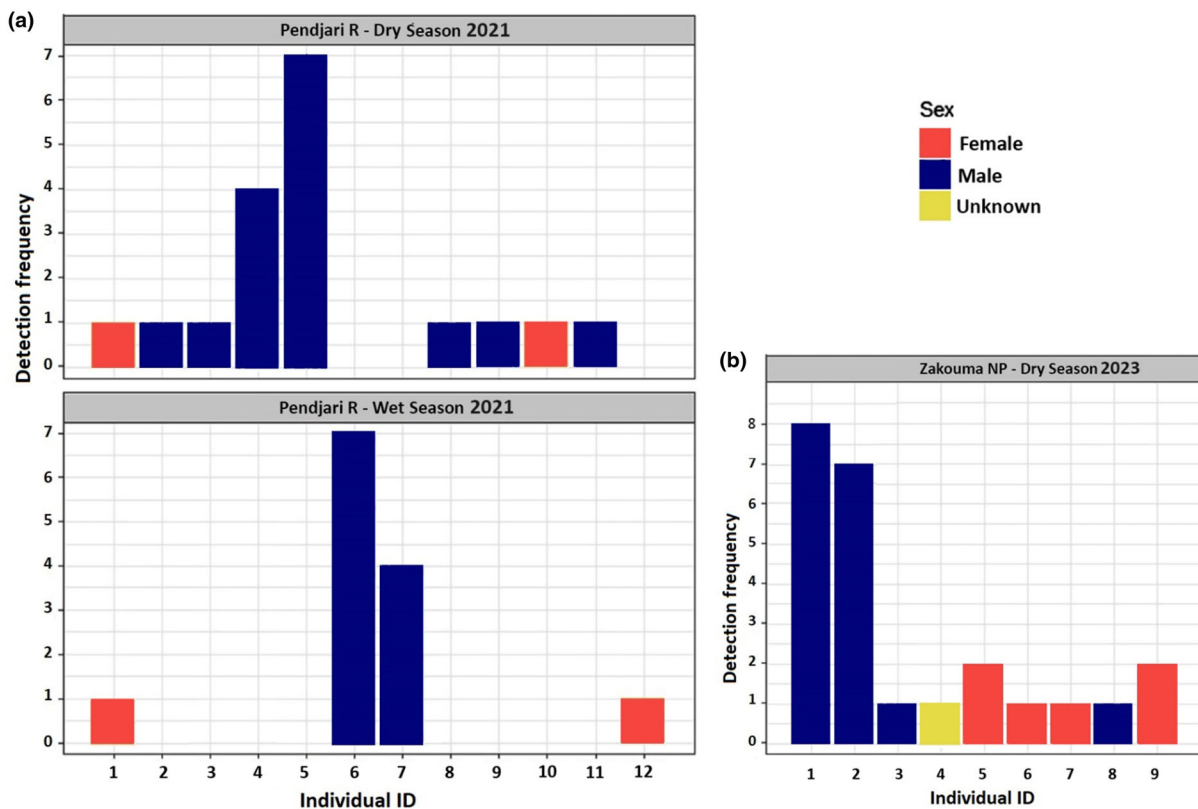 (a)
Pendjari R - Dry Season 2021
7
6
5
4
3
2
1
0
Detection frequency
Pendjari R - Wet Season 2021
7
6
5
4
3
2
1
0
1 2 3 4 5 6 7 8 9 10 11 12
Individual ID
Sex
Female
Male
Unknown
(b)
Zakouma NP - Dry Season 2023
8
7
6
5
4
3
2
1
0
Detection frequency
1 2 3 4 5 6 7 8 9
Individual ID